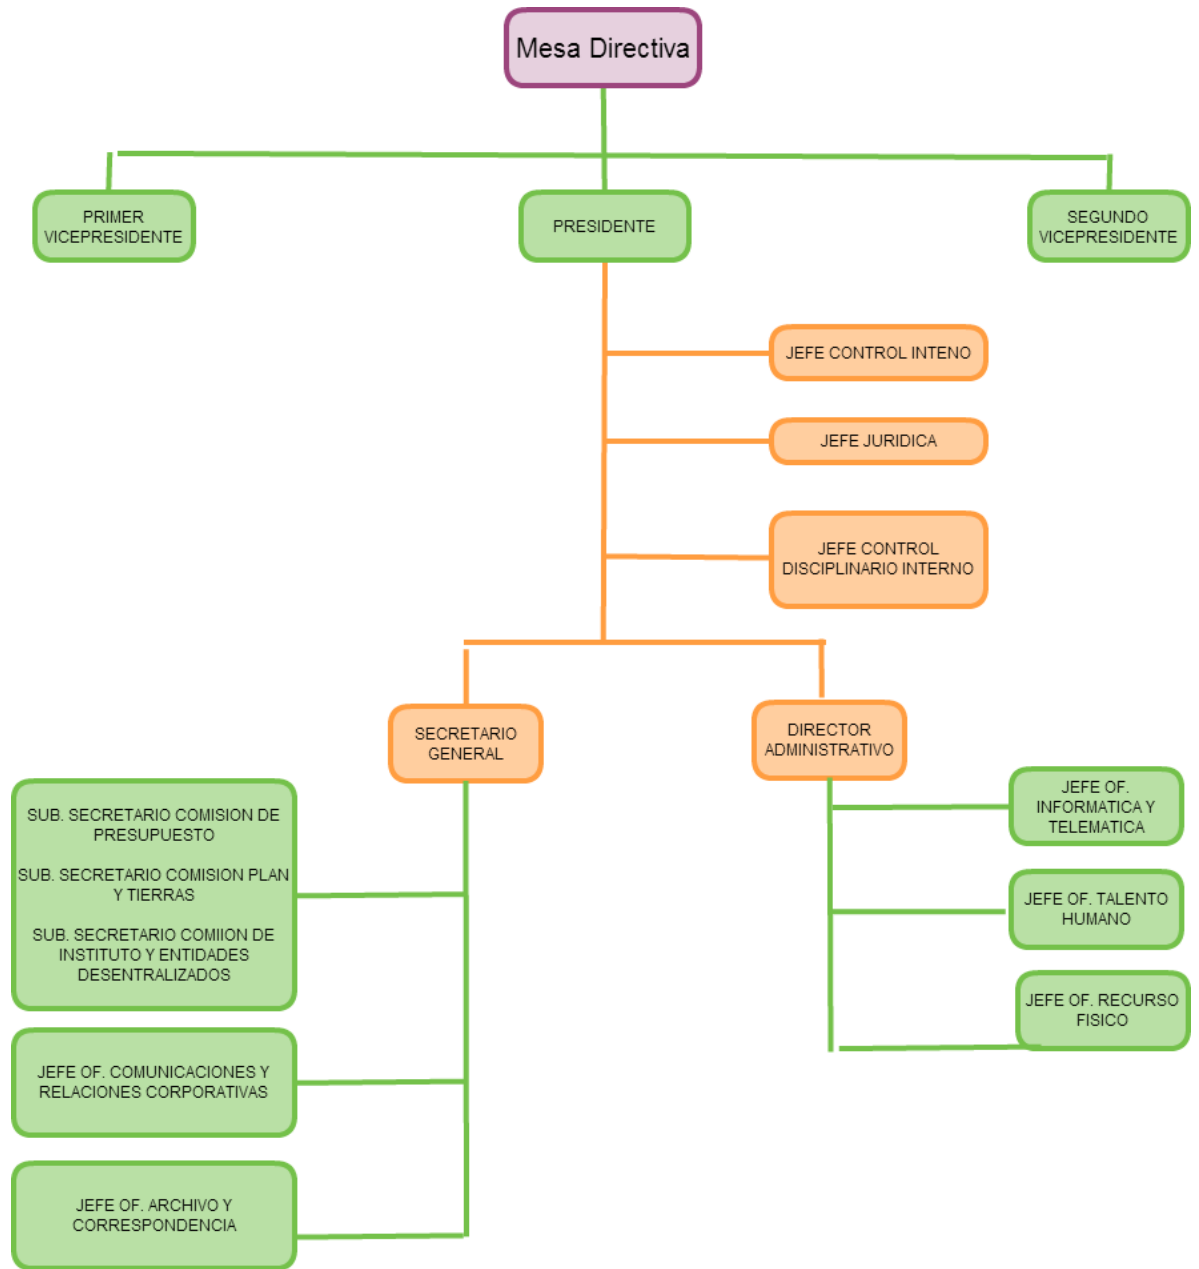 Mesa Directiva
PRIMER
VICEPRESIDENTE
PRESIDENTE
SEGUNDO
VICEPRESIDENTE
JEFE CONTROL INTENO
JEFE JURIDICA
JEFE CONTROL
DISCIPLINARIO INTERNO
SECRETARIO
GENERAL
DIRECTOR
ADMINISTRATIVO
SUB. SECRETARIO COMISION DE
PRESUPUESTO
SUB. SECRETARIO COMISION PLAN
Y TIERRAS
SUB. SECRETARIO COMIION DE
INSTITUTO Y ENTIDADES
DESENTRALIZADOS
JEFE OF. COMUNICACIONES Y
RELACIONES CORPORATIVAS
JEFE OF. ARCHIVO Y
CORRESPONDENCIA
JEFE OF.
INFORMATICA Y
TELEMATICA
JEFE OF. TALENTO
HUMANO
JEFE OF. RECURSO
FISICO